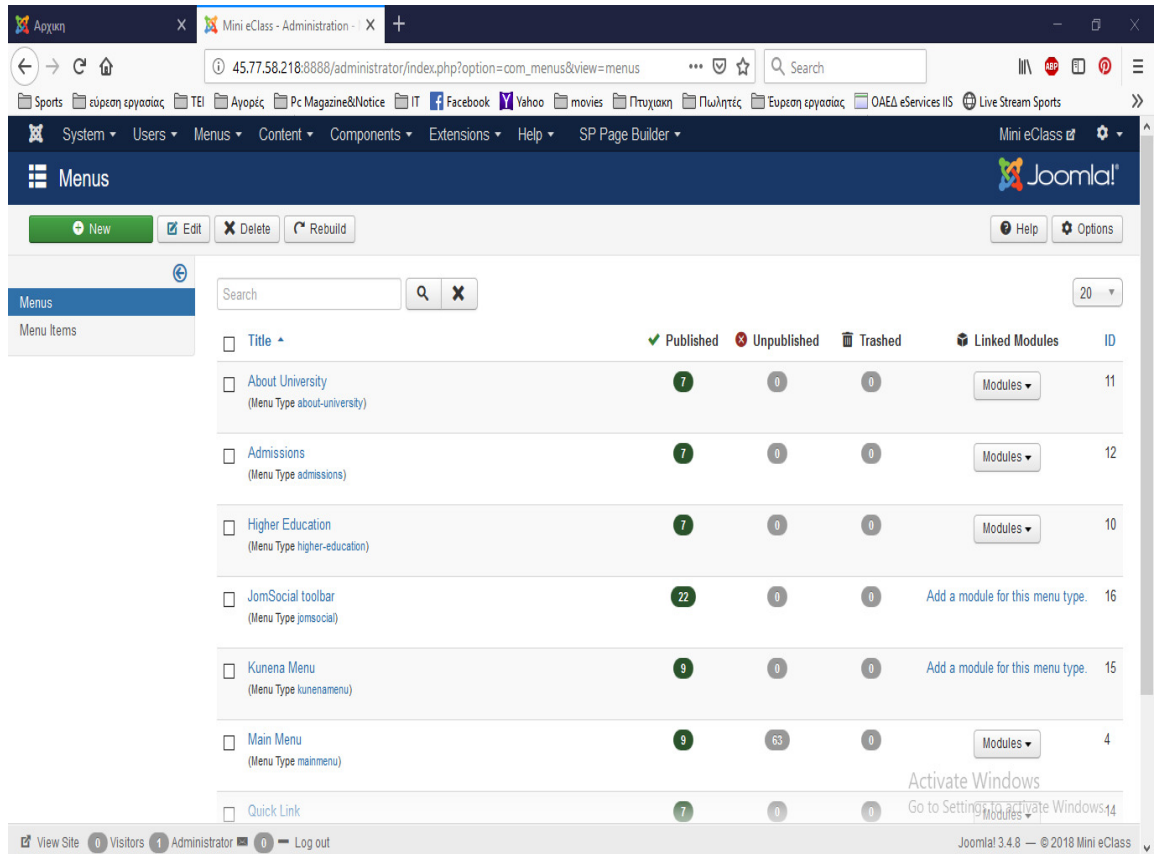 Αρχικη
Mini eClass - Administration -
45.77.58.218:8888/administrator/index.php?option=com_menus&view=menus
Search
ABP
Sports εύρεση εργασίας TEI Αγορές Pc Magazine&Notice IT Facebook Yahoo movies Πτυχιακη Πωλητές Έυρεση εργασίας ΟΑΕΔ eServices IIS Live Stream Sports
System Users Menus Content Components Extensions Help SP Page Builder Mini eClass
Menus Joomla!
New Edit Delete Rebuild Help Options
Menus
Menu Items
Search 20
Title Published Unpublished Trashed Linked Modules ID
About University 7 0 0 Modules 11
(Menu Type about-university)
Admissions 7 0 0 Modules 12
(Menu Type admissions)
Higher Education 7 0 0 Modules 10
(Menu Type higher-education)
JomSocial toolbar 22 0 0 Add a module for this menu type. 16
(Menu Type jomsocial)
Kunena Menu 9 0 0 Add a module for this menu type. 15
(Menu Type kunenamenu)
Main Menu 9 63 0 Modules 4
(Menu Type mainmenu)
Activate Windows
Go to Settings to activate Windows.
Quick Link 7 0 0 Modules 14
View Site 0 Visitors 1 Administrator 0 Log out Joomla! 3.4.8 — © 2018 Mini eClass